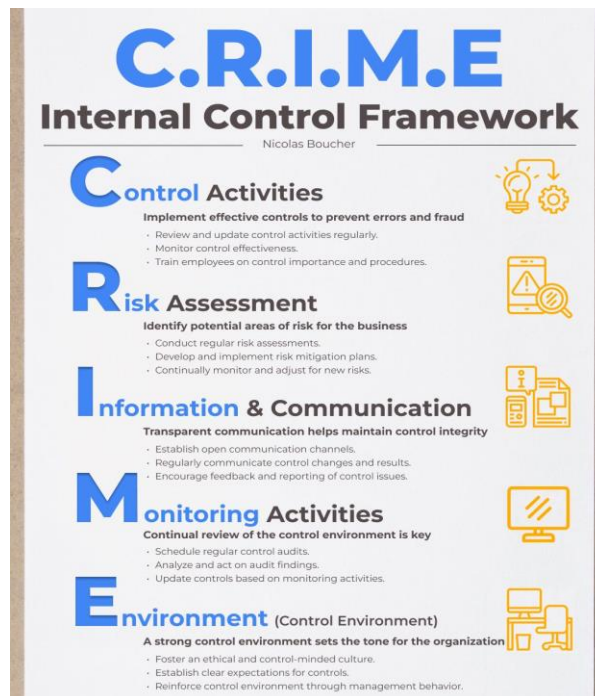 C.R.I.M.E
Internal Control Framework
Nicolas Boucher
Control Activities
Implement effective controls to prevent errors and fraud
· Review and update control activities regularly.
· Monitor control effectiveness.
· Train employees on control importance and procedures.
Risk Assessment
Identify potential areas of risk for the business
· Conduct regular risk assessments.
· Develop and implement risk mitigation plans.
· Continually monitor and adjust for new risks.
Information & Communication
Transparent communication helps maintain control integrity
· Establish open communication channels.
· Regularly communicate control changes and results.
· Encourage feedback and reporting of control issues.
Monitoring Activities
Continual review of the control environment is key
· Schedule regular control audits.
· Analyze and act on audit findings.
· Update controls based on monitoring activities.
Environment (Control Environment)
A strong control environment sets the tone for the organization
· Foster an ethical and control-minded culture.
· Establish clear expectations for controls.
· Reinforce control environment through management behavior.